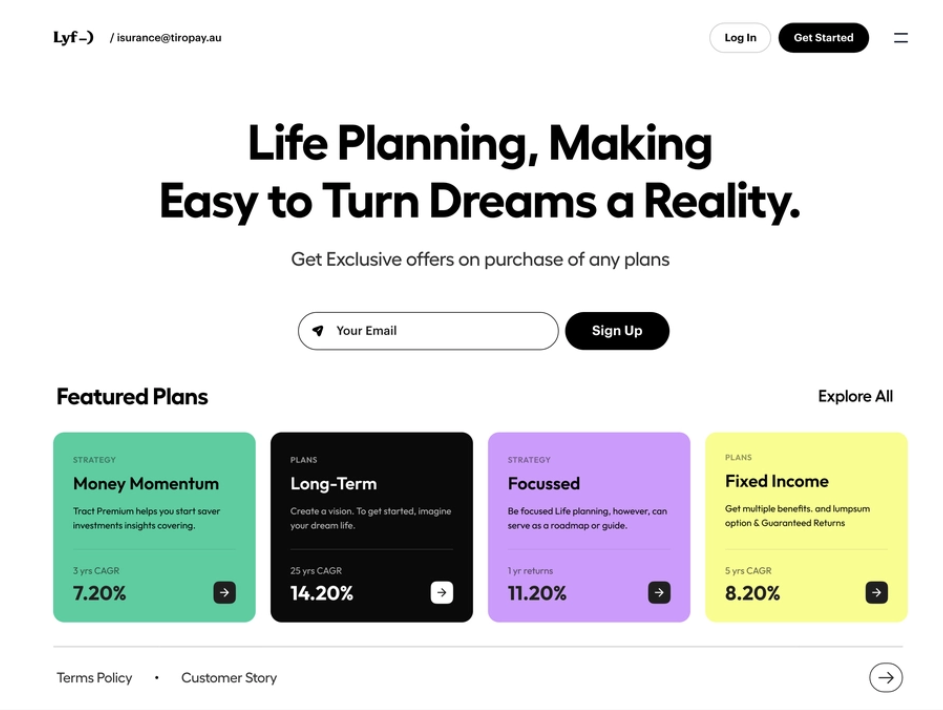 Lyf–)
/ isurance@tiropay.au
Log In
Get Started
Life Planning, Making
Easy to Turn Dreams a Reality.
Get Exclusive offers on purchase of any plans
Your Email
Sign Up
Featured Plans
Explore All
STRATEGY
Money Momentum
Tract Premium helps you start saver
investments insights covering.
3 yrs CAGR
7.20%
PLANS
Long-Term
Create a vision. To get started, imagine
your dream life.
25 yrs CAGR
14.20%
STRATEGY
Focussed
Be focused Life planning, however, can
serve as a roadmap or guide.
1 yr returns
11.20%
PLANS
Fixed Income
Get multiple benefits. and lumpsum
option & Guaranteed Returns
5 yrs CAGR
8.20%
Terms Policy • Customer Story